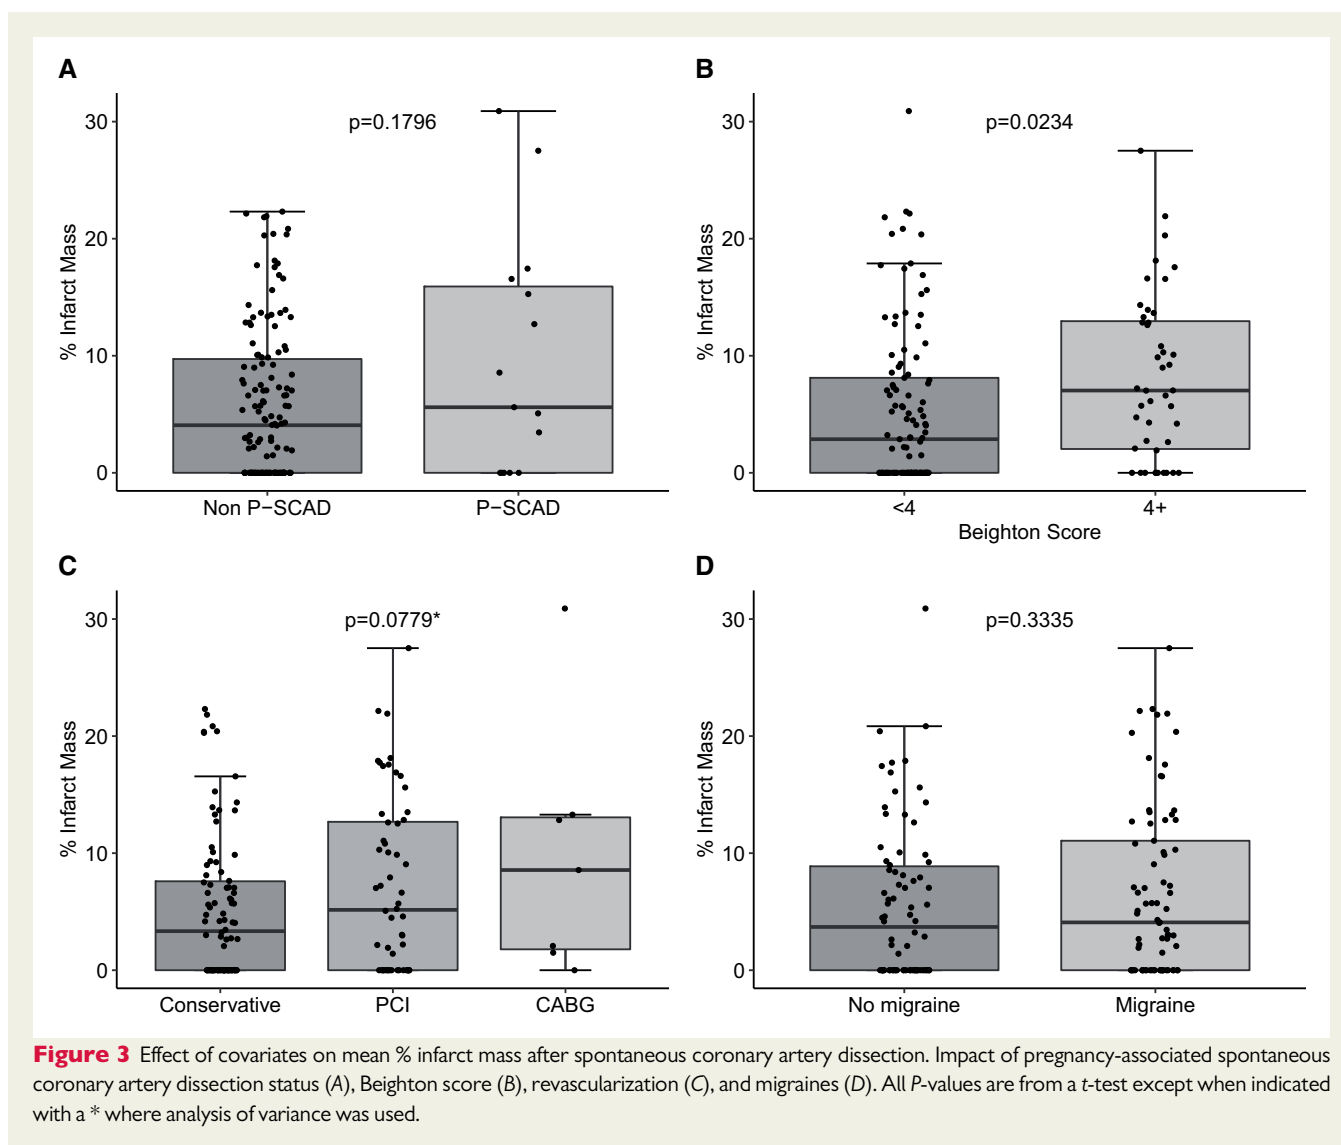 A
% Infarct Mass
30
20
10
0
p=0.1796
Non P−SCAD P−SCAD
B
% Infarct Mass
30
20
10
0
p=0.0234
<4 4+
Beighton Score
C
% Infarct Mass
30
20
10
0
p=0.0779*
Conservative PCI CABG
D
% Infarct Mass
30
20
10
0
p=0.3335
No migraine Migraine
Figure 3 Effect of covariates on mean % infarct mass after spontaneous coronary artery dissection. Impact of pregnancy-associated spontaneous
coronary artery dissection status (A), Beighton score (B), revascularization (C), and migraines (D). All P-values are from a t-test except when indicated
with a * where analysis of variance was used.